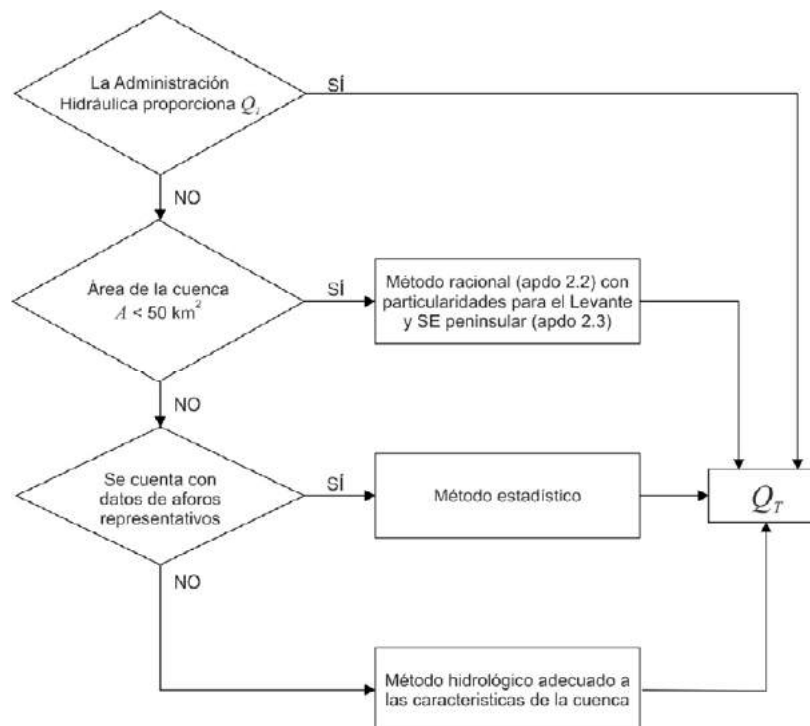 La Administración
Hidráulica proporciona Q_T
SÍ
NO
Área de la cuenca
A < 50 km²
SÍ
Método racional (apdo 2.2) con
particularidades para el Levante
y SE peninsular (apdo 2.3)
NO
Se cuenta con
datos de aforos
representativos
SÍ
Método estadístico
Q_T
NO
Método hidrológico adecuado a
las caracteristicas de la cuenca